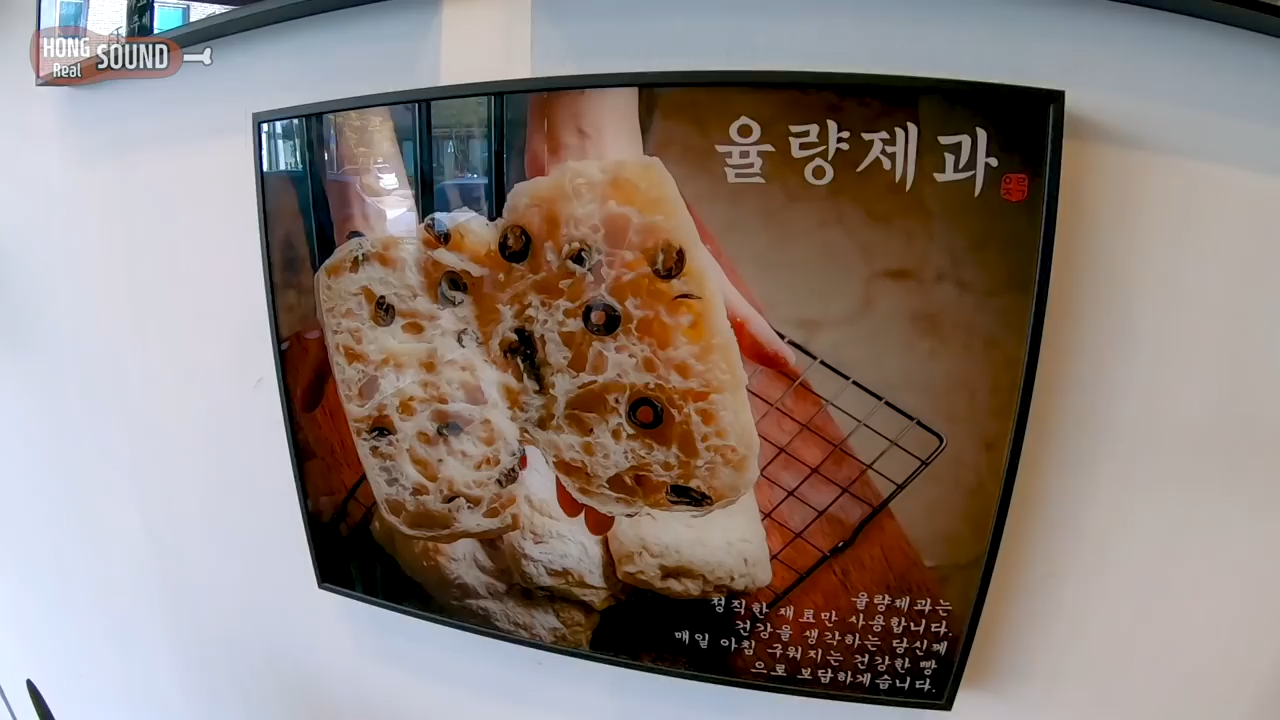 HONG
Real SOUND
율량제과
율량제과는
정직한 재료만 사용합니다.
건강을 생각하는 당신께
매일 아침 구워지는 건강한 빵
으로 보답하게습니다.